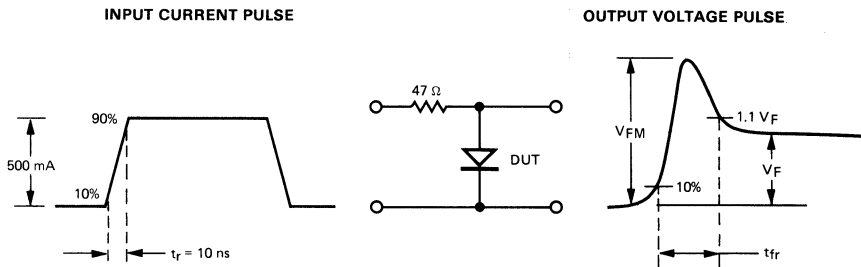 INPUT CURRENT PULSE
OUTPUT VOLTAGE PULSE
90%
500 mA
10%
tr = 10 ns
47 Ω
DUT
VFM
1.1 VF
VF
10%
tfr